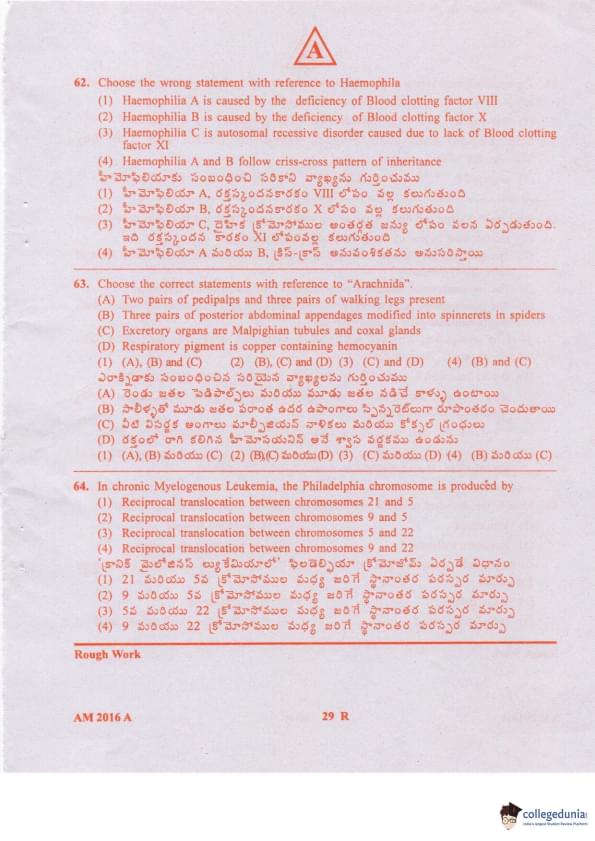 A
62. Choose the wrong statement with reference to Haemophila
(1) Haemophilia A is caused by the deficiency of Blood clotting factor VIII
(2) Haemophilia B is caused by the deficiency of Blood clotting factor X
(3) Haemophilia C is autosomal recessive disorder caused due to lack of Blood clotting
factor XI
(4) Haemophilia A and B follow criss-cross pattern of inheritance
హీమోఫిలియాకు సంబంధించి సరికాని వ్యాఖ్యను గుర్తించుము
(1) హీమోఫిలియా A, రక్తస్కందనకారకం VIII లోపం వల్ల కలుగుతుంది
(2) హీమోఫిలియా B, రక్తస్కందనకారకం X లోపం వల్ల కలుగుతుంది
(3) హీమోఫిలియా C, దైహిక క్రోమోసోముల అంతర్గత జన్యు లోపం వలన ఏర్పడుతుంది.
ఇది రక్తస్కందన కారకం XI లోపంవల్ల కలుగుతుంది
(4) హీమోఫిలియా A మరియు B, క్రిస్-క్రాస్ అనువంశికతను అనుసరిస్తాయి
63. Choose the correct statements with reference to “Arachnida”.
(A) Two pairs of pedipalps and three pairs of walking legs present
(B) Three pairs of posterior abdominal appendages modified into spinnerets in spiders
(C) Excretory organs are Malpighian tubules and coxal glands
(D) Respiratory pigment is copper containing hemocyanin
(1) (A), (B) and (C) (2) (B), (C) and (D) (3) (C) and (D) (4) (B) and (C)
ఎరాక్నిడాకు సంబంధించిన సరియైన వ్యాఖ్యలను గుర్తించుము
(A) రెండు జతల పెడిపాల్ప్‌లు మరియు మూడు జతల నడిచే కాళ్ళు ఉంటాయి
(B) సాలీళ్ళతో మూడు జతల పరాంత ఉదర ఉపాంగాలు స్పిన్నరెట్‌లుగా రూపాంతరం చెందుతాయి
(C) వీటి విసర్జక అంగాలు మాల్ఫీజియన్ నాళికలు మరియు కోక్సల్ గ్రంధులు
(D) రక్తంలో రాగి కలిగిన హీమోసయనిన్ అనే శ్వాస వర్ణకము ఉండును
(1) (A), (B) మరియు (C) (2) (B),(C) మరియు(D) (3) (C) మరియు (D) (4) (B) మరియు (C)
64. In chronic Myelogenous Leukemia, the Philadelphia chromosome is produced by
(1) Reciprocal translocation between chromosomes 21 and 5
(2) Reciprocal translocation between chromosomes 9 and 5
(3) Reciprocal translocation between chromosomes 5 and 22
(4) Reciprocal translocation between chromosomes 9 and 22
‘క్రానిక్ మైలోజినస్ ల్యుకేమియాలో’ ఫిలడెల్ఫియా క్రోమోజోమ్ ఏర్పడే విధానం
(1) 21 మరియు 5వ క్రోమోసోముల మధ్య జరిగే స్థానాంతర పరస్పర మార్పు
(2) 9 మరియు 5వ క్రోమోసోముల మధ్య జరిగే స్థానాంతర పరస్పర మార్పు
(3) 5వ మరియు 22 క్రోమోసోముల మధ్య జరిగే స్థానాంతర పరస్పర మార్పు
(4) 9 మరియు 22 క్రోమోసోముల మధ్య జరిగే స్థానాంతర పరస్పర మార్పు
Rough Work
AM 2016 A 29 R
collegedunia
India's largest Student Review Platform